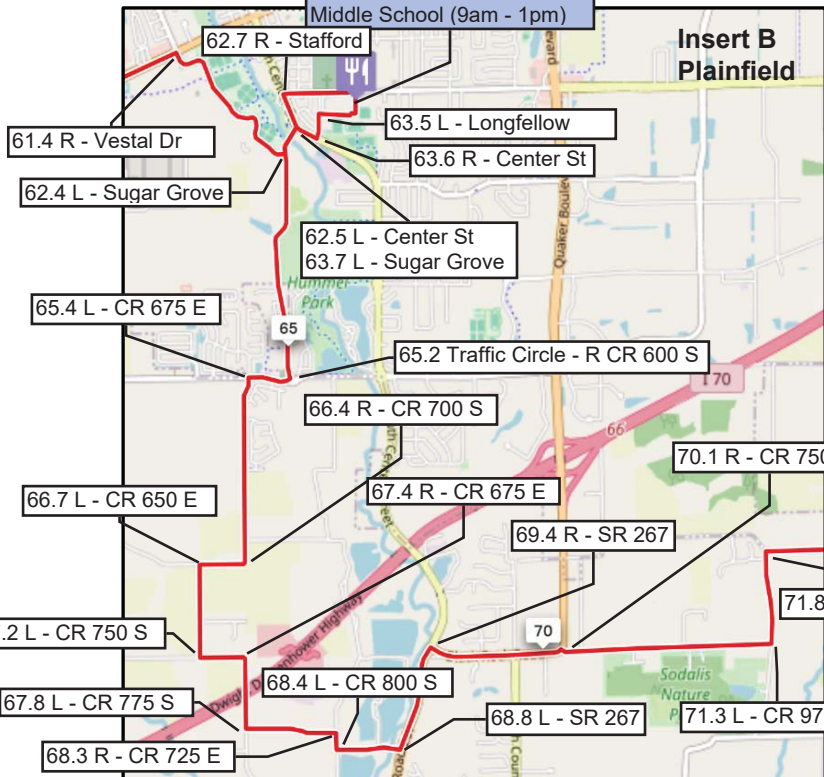 Middle School (9am - 1pm)
62.7 R - Stafford
Insert B
Plainfield
61.4 R - Vestal Dr
63.5 L - Longfellow
63.6 R - Center St
62.4 L - Sugar Grove
62.5 L - Center St
63.7 L - Sugar Grove
Quaker Boulev
Hummel
Park
65.4 L - CR 675 E
65
65.2 Traffic Circle - R CR 600 S
I 70
66
66.4 R - CR 700 S
70.1 R - CR 750
66.7 L - CR 650 E
67.4 R - CR 675 E
69.4 R - SR 267
71.8
.2 L - CR 750 S
70
Highway
68.4 L - CR 800 S
Sodalis
Nature
67.8 L - CR 775 S
68.8 L - SR 267
71.3 L - CR 97
68.3 R - CR 725 E